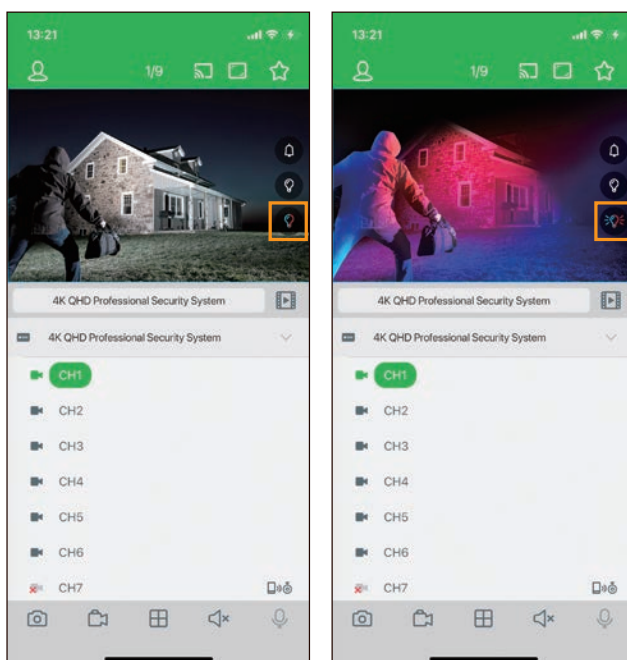 13:21
1/9
4K QHD Professional Security System
4K QHD Professional Security System
CH1
CH2
CH3
CH4
CH5
CH6
CH7
13:21
1/9
4K QHD Professional Security System
4K QHD Professional Security System
CH1
CH2
CH3
CH4
CH5
CH6
CH7